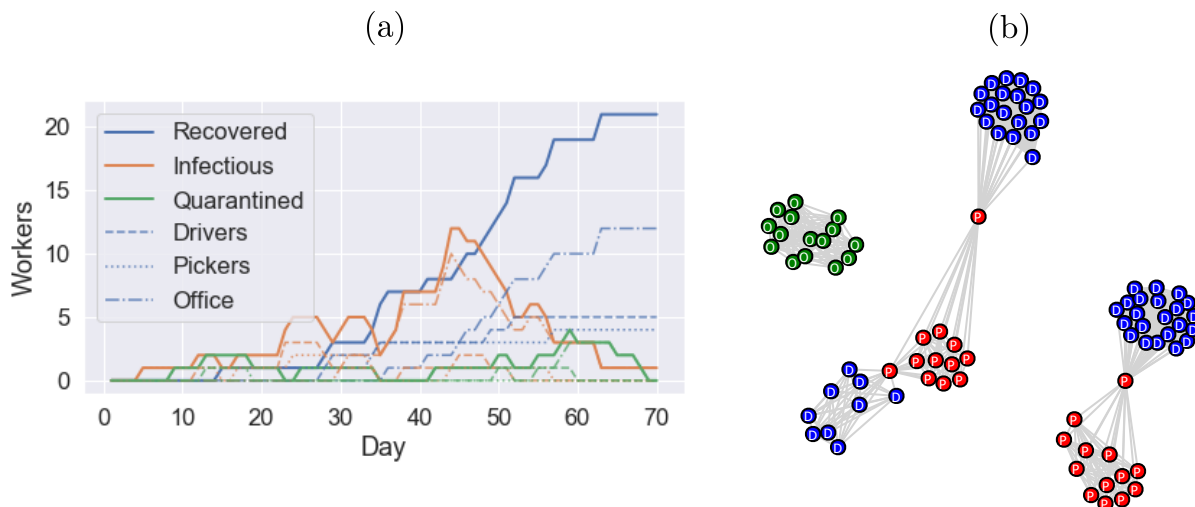 (a)
(b)
Recovered
Infectious
Quarantined
Drivers
Pickers
Office
Workers
20
15
10
5
0
0 10 20 30 40 50 60 70
Day
D D D D D D D D D D D D D D D D D D
P
O O O O O O O O O O O O O
D D D D D D D D D D D D D D D D D
P P P P P P P P P P P
D D D D D D D D D
P
P P P P P P P P P P P P